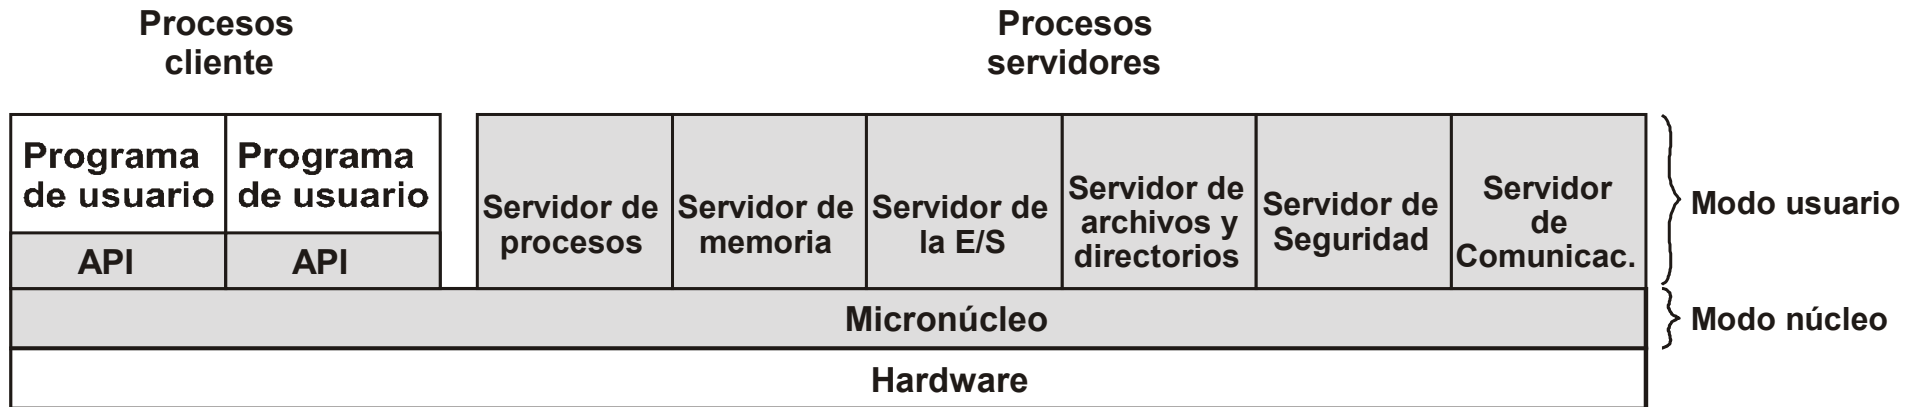 Procesos
cliente
Procesos
servidores
Programa
de usuario
Programa
de usuario
API
API
Servidor de
procesos
Servidor de
memoria
Servidor de
la E/S
Servidor de
archivos y
directorios
Servidor de
Seguridad
Servidor
de
Comunicac.
Modo usuario
Micronúcleo
Modo núcleo
Hardware